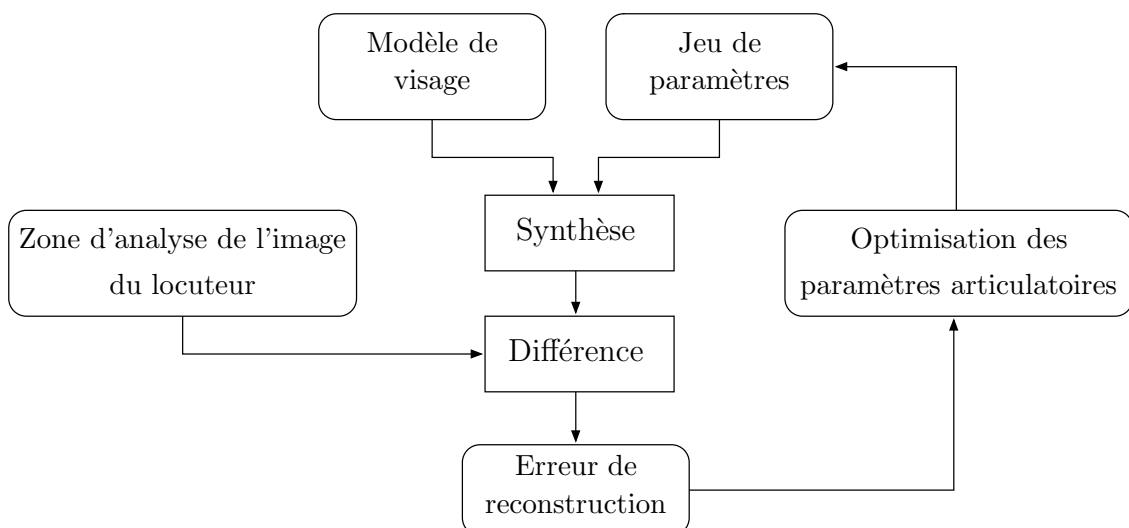 Modèle de
visage
Jeu de
paramètres
Synthèse
Zone d'analyse de l'image
du locuteur
Optimisation des
paramètres articulatoires
Différence
Erreur de
reconstruction